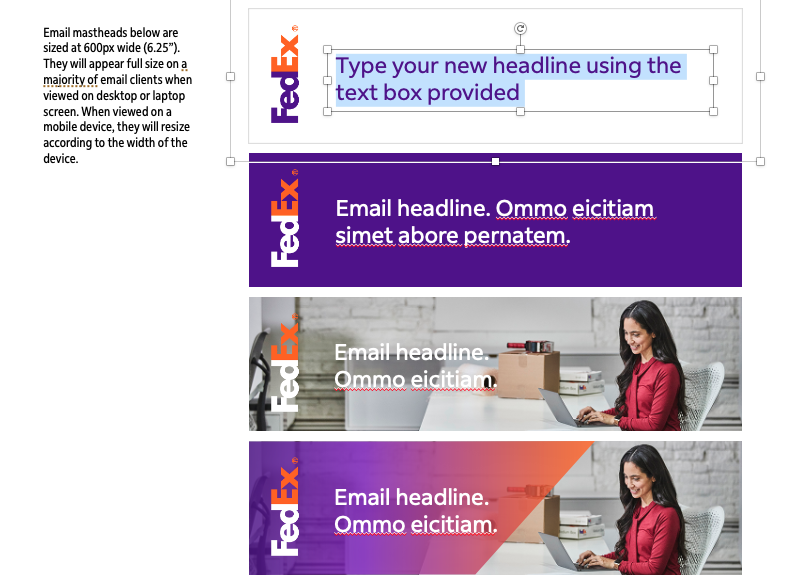 Email mastheads below are
sized at 600px wide (6.25”).
They will appear full size on a
majority of email clients when
viewed on desktop or laptop
screen. When viewed on a
mobile device, they will resize
according to the width of the
device.
FedEx®
Type your new headline using the
text box provided
FedEx®
Email headline. Ommo eicitiam
simet abore pernatem.
FedEx®
Email headline.
Ommo eicitiam.
FedEx®
Email headline.
Ommo eicitiam.